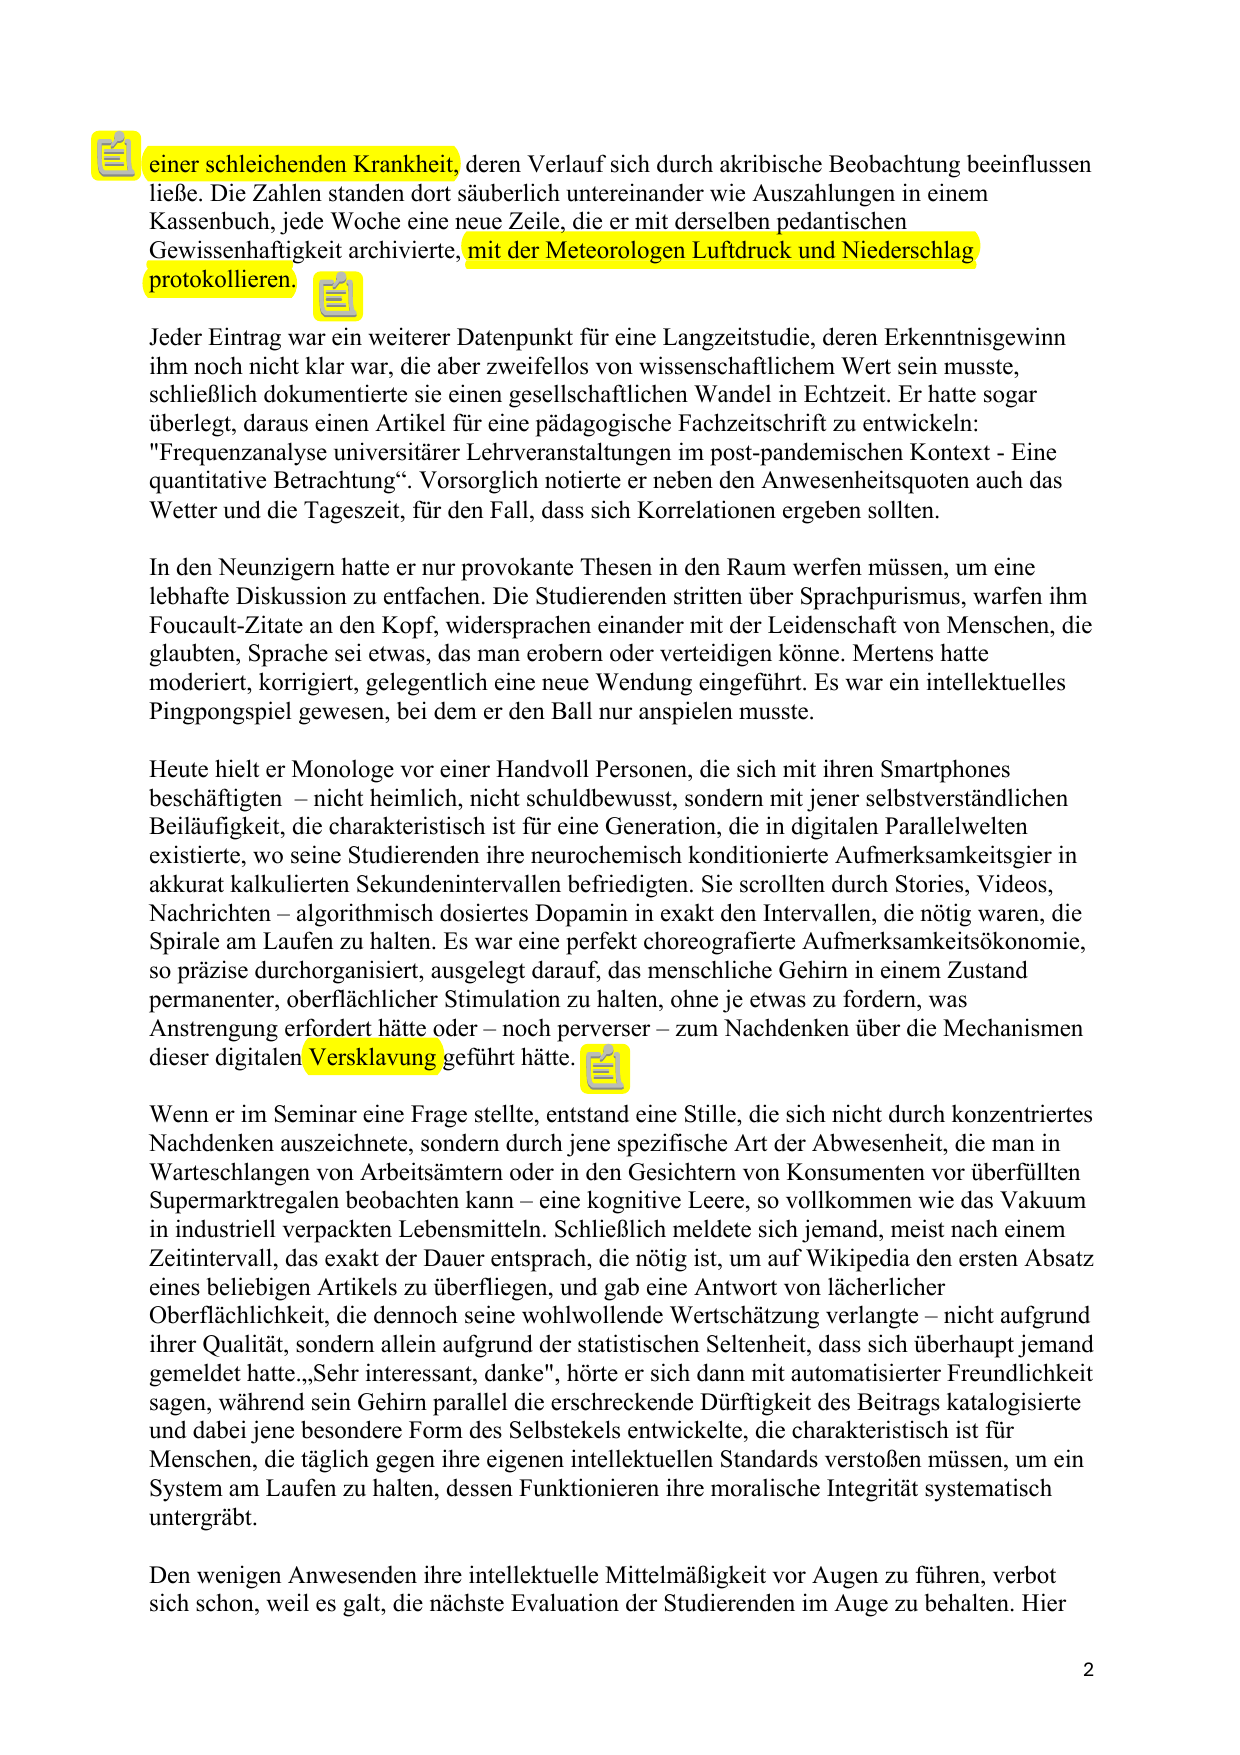 einer schleichenden Krankheit, deren Verlauf sich durch akribische Beobachtung beeinflussen
ließe. Die Zahlen standen dort säuberlich untereinander wie Auszahlungen in einem
Kassenbuch, jede Woche eine neue Zeile, die er mit derselben pedantischen
Gewissenhaftigkeit archivierte, mit der Meteorologen Luftdruck und Niederschlag
protokollieren.
Jeder Eintrag war ein weiterer Datenpunkt für eine Langzeitstudie, deren Erkenntnisgewinn
ihm noch nicht klar war, die aber zweifellos von wissenschaftlichem Wert sein musste,
schließlich dokumentierte sie einen gesellschaftlichen Wandel in Echtzeit. Er hatte sogar
überlegt, daraus einen Artikel für eine pädagogische Fachzeitschrift zu entwickeln:
"Frequenzanalyse universitärer Lehrveranstaltungen im post-pandemischen Kontext - Eine
quantitative Betrachtung“. Vorsorglich notierte er neben den Anwesenheitsquoten auch das
Wetter und die Tageszeit, für den Fall, dass sich Korrelationen ergeben sollten.
In den Neunzigern hatte er nur provokante Thesen in den Raum werfen müssen, um eine
lebhafte Diskussion zu entfachen. Die Studierenden stritten über Sprachpurismus, warfen ihm
Foucault-Zitate an den Kopf, widersprachen einander mit der Leidenschaft von Menschen, die
glaubten, Sprache sei etwas, das man erobern oder verteidigen könne. Mertens hatte
moderiert, korrigiert, gelegentlich eine neue Wendung eingeführt. Es war ein intellektuelles
Pingpongspiel gewesen, bei dem er den Ball nur anspielen musste.
Heute hielt er Monologe vor einer Handvoll Personen, die sich mit ihren Smartphones
beschäftigten  – nicht heimlich, nicht schuldbewusst, sondern mit jener selbstverständlichen
Beiläufigkeit, die charakteristisch ist für eine Generation, die in digitalen Parallelwelten
existierte, wo seine Studierenden ihre neurochemisch konditionierte Aufmerksamkeitsgier in
akkurat kalkulierten Sekundenintervallen befriedigten. Sie scrollten durch Stories, Videos,
Nachrichten – algorithmisch dosiertes Dopamin in exakt den Intervallen, die nötig waren, die
Spirale am Laufen zu halten. Es war eine perfekt choreografierte Aufmerksamkeitsökonomie,
so präzise durchorganisiert, ausgelegt darauf, das menschliche Gehirn in einem Zustand
permanenter, oberflächlicher Stimulation zu halten, ohne je etwas zu fordern, was
Anstrengung erfordert hätte oder – noch perverser – zum Nachdenken über die Mechanismen
dieser digitalen Versklavung geführt hätte.
Wenn er im Seminar eine Frage stellte, entstand eine Stille, die sich nicht durch konzentriertes
Nachdenken auszeichnete, sondern durch jene spezifische Art der Abwesenheit, die man in
Warteschlangen von Arbeitsämtern oder in den Gesichtern von Konsumenten vor überfüllten
Supermarktregalen beobachten kann – eine kognitive Leere, so vollkommen wie das Vakuum
in industriell verpackten Lebensmitteln. Schließlich meldete sich jemand, meist nach einem
Zeitintervall, das exakt der Dauer entsprach, die nötig ist, um auf Wikipedia den ersten Absatz
eines beliebigen Artikels zu überfliegen, und gab eine Antwort von lächerlicher
Oberflächlichkeit, die dennoch seine wohlwollende Wertschätzung verlangte – nicht aufgrund
ihrer Qualität, sondern allein aufgrund der statistischen Seltenheit, dass sich überhaupt jemand
gemeldet hatte.„Sehr interessant, danke", hörte er sich dann mit automatisierter Freundlichkeit
sagen, während sein Gehirn parallel die erschreckende Dürftigkeit des Beitrags katalogisierte
und dabei jene besondere Form des Selbstekels entwickelte, die charakteristisch ist für
Menschen, die täglich gegen ihre eigenen intellektuellen Standards verstoßen müssen, um ein
System am Laufen zu halten, dessen Funktionieren ihre moralische Integrität systematisch
untergräbt.
Den wenigen Anwesenden ihre intellektuelle Mittelmäßigkeit vor Augen zu führen, verbot
sich schon, weil es galt, die nächste Evaluation der Studierenden im Auge zu behalten. Hier
2